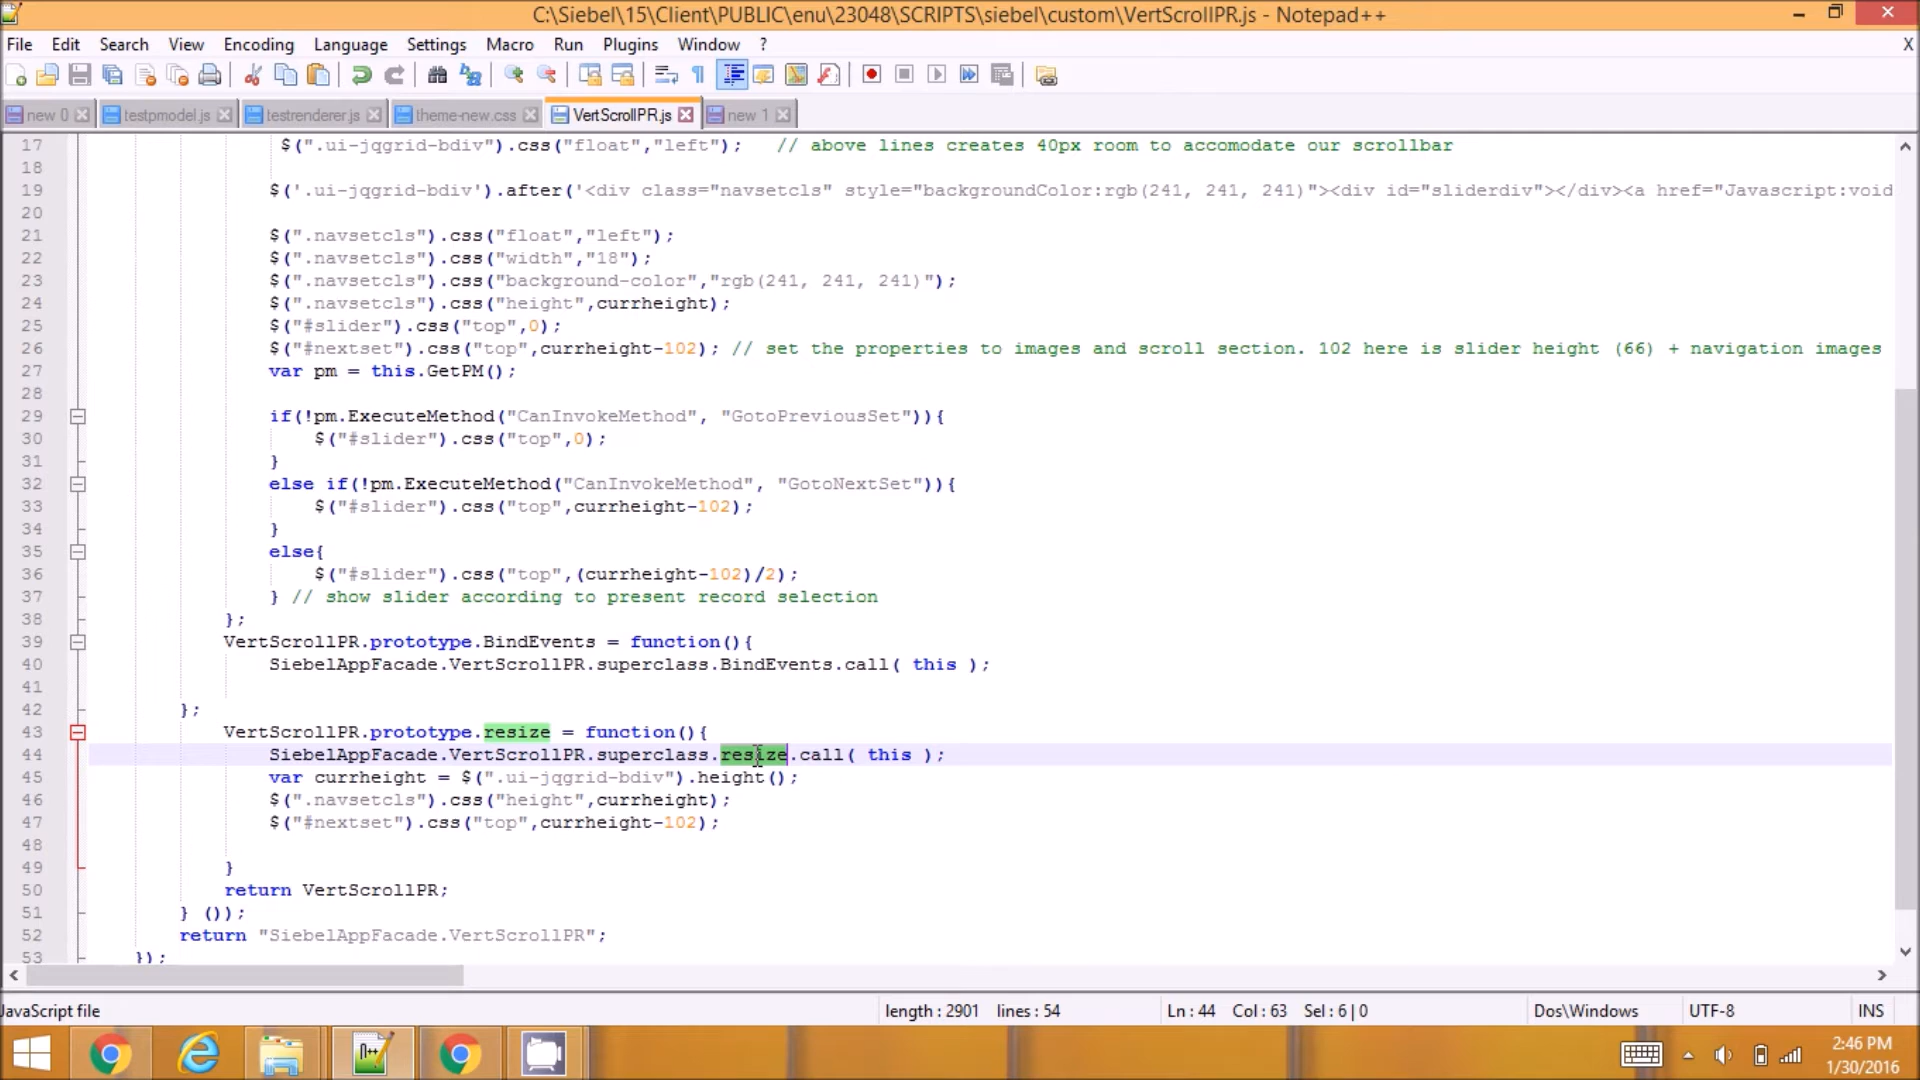 C:\Siebel\15\Client\PUBLIC\enu\23048\SCRIPTS\siebel\custom\VertScrollPR.js - Notepad++
File Edit Search View Encoding Language Settings Macro Run Plugins Window ? X
new 0 testpmodel.js testrenderer.js theme-new.css VertScrollPR.js new 1
17 $(".ui-jqgrid-bdiv").css("float","left"); // above lines creates 40px room to accomodate our scrollbar
18
19 $('.ui-jqgrid-bdiv').after('<div class="navsetcls" style="backgroundColor:rgb(241, 241, 241)"><div id="sliderdiv"></div><a href="Javascript:void
20
21 $(".navsetcls").css("float","left");
22 $(".navsetcls").css("width","18");
23 $(".navsetcls").css("background-color","rgb(241, 241, 241)");
24 $(".navsetcls").css("height",currheight);
25 $("#slider").css("top",0);
26 $("#nextset").css("top",currheight-102); // set the properties to images and scroll section. 102 here is slider height (66) + navigation images
27 var pm = this.GetPM();
28
29 if(!pm.ExecuteMethod("CanInvokeMethod", "GotoPreviousSet")){
30 $("#slider").css("top",0);
31 }
32 else if(!pm.ExecuteMethod("CanInvokeMethod", "GotoNextSet")){
33 $("#slider").css("top",currheight-102);
34 }
35 else{
36 $("#slider").css("top",(currheight-102)/2);
37 } // show slider according to present record selection
38 };
39 VertScrollPR.prototype.BindEvents = function(){
40 SiebelAppFacade.VertScrollPR.superclass.BindEvents.call( this );
41
42 };
43 VertScrollPR.prototype.resize = function(){
44 SiebelAppFacade.VertScrollPR.superclass.resize.call( this );
45 var currheight = $(".ui-jqgrid-bdiv").height();
46 $(".navsetcls").css("height",currheight);
47 $("#nextset").css("top",currheight-102);
48
49 }
50 return VertScrollPR;
51 } ());
52 return "SiebelAppFacade.VertScrollPR";
53 });
JavaScript file length : 2901 lines : 54 Ln : 44 Col : 63 Sel : 6 | 0 Dos\Windows UTF-8 INS
2:46 PM
1/30/2016